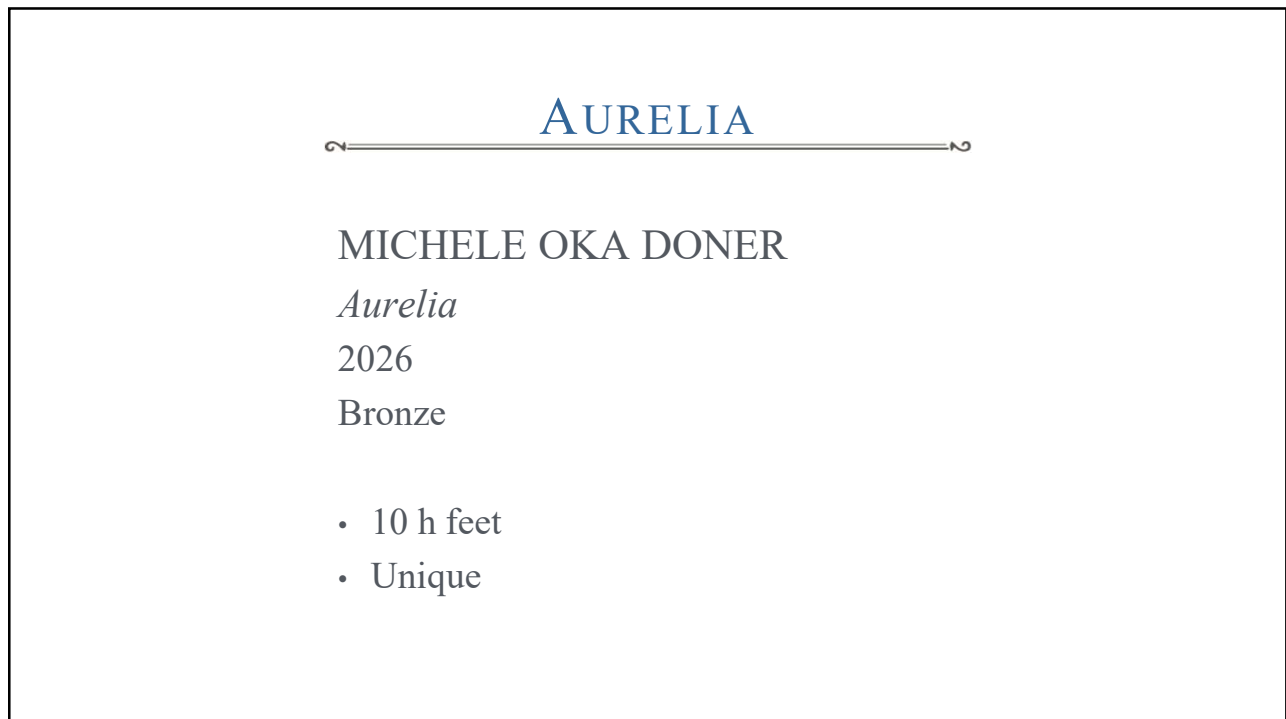 AURELIA
MICHELE OKA DONER
Aurelia
2026
Bronze
• 10 h feet
• Unique